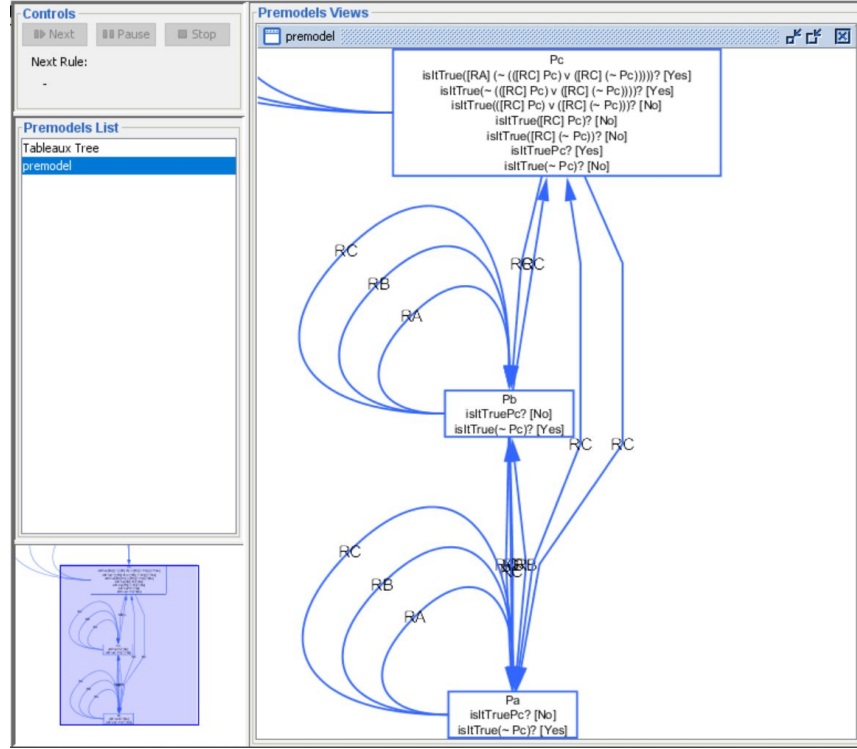 Controls
Next
Pause
Stop
Next Rule:
-
Premodels List
Tableaux Tree
premodel
Premodels Views
premodel
Pc
isItTrue([RA] (~ (([RC] Pc) v ([RC] (~ Pc)))))? [Yes]
isItTrue(~ (([RC] Pc) v ([RC] (~ Pc))))? [Yes]
isItTrue(([RC] Pc) v ([RC] (~ Pc)))? [No]
isItTrue([RC] Pc)? [No]
isItTrue([RC] (~ Pc))? [No]
isItTruePc? [Yes]
isItTrue(~ Pc)? [No]
RC
RB
RA
RC
Pb
isItTruePc? [No]
isItTrue(~ Pc)? [Yes]
RC
RC
RC
RB
RA
RC
RB
Pa
isItTruePc? [No]
isItTrue(~ Pc)? [Yes]